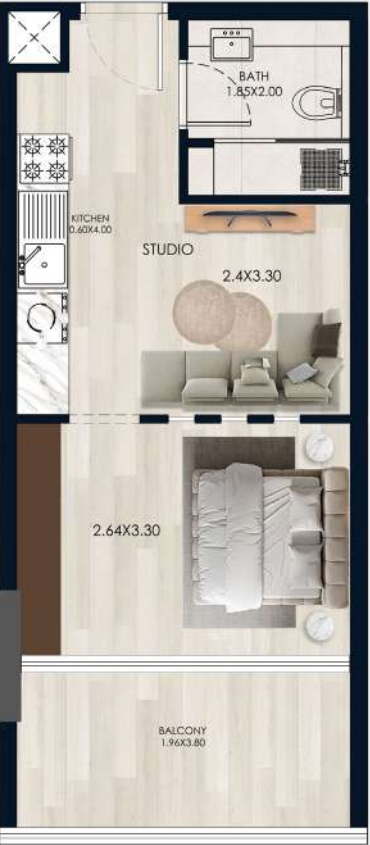 BATH
1.85X2.00
KITCHEN
0.60X4.00
STUDIO
2.4X3.30
2.64X3.30
BALCONY
1.96X3.80